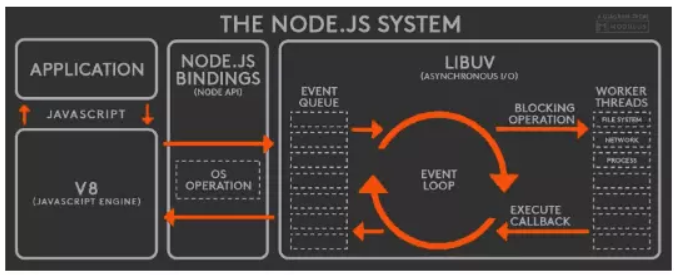 THE NODE.JS SYSTEM
APPLICATION
JAVASCRIPT
V8
(JAVASCRIPT ENGINE)
NODE.JS
BINDINGS
(NODE API)
OS
OPERATION
LIBUV
(ASYNCHRONOUS I/O)
EVENT
QUEUE
EVENT
LOOP
BLOCKING
OPERATION
EXECUTE
CALLBACK
WORKER
THREADS
FILE SYSTEM
NETWORK
PROCESS